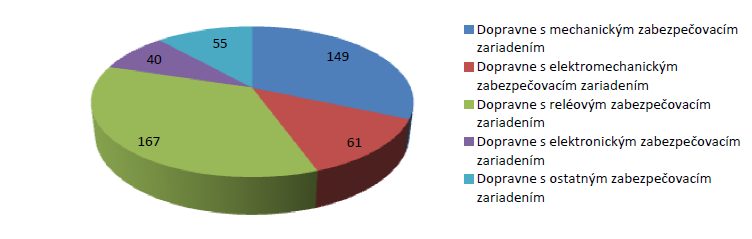 55
149
40
167
61
Dopravne s mechanickým zabezpečovacím
zariadením
Dopravne s elektromechanickým
zabezpečovacím zariadením
Dopravne s reléovým zabezpečovacím
zariadením
Dopravne s elektronickým zabezpečovacím
zariadením
Dopravne s ostatným zabezpečovacím
zariadením